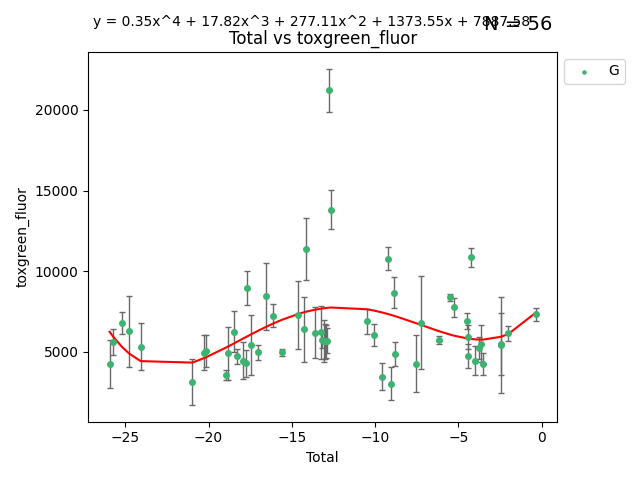 y = 0.35x^4 + 17.82x^3 + 277.11x^2 + 1373.55x + 7887.58
N = 56
Total vs toxgreen_fluor
G
20000
15000
10000
5000
toxgreen_fluor
−25 −20 −15 −10 −5 0
Total